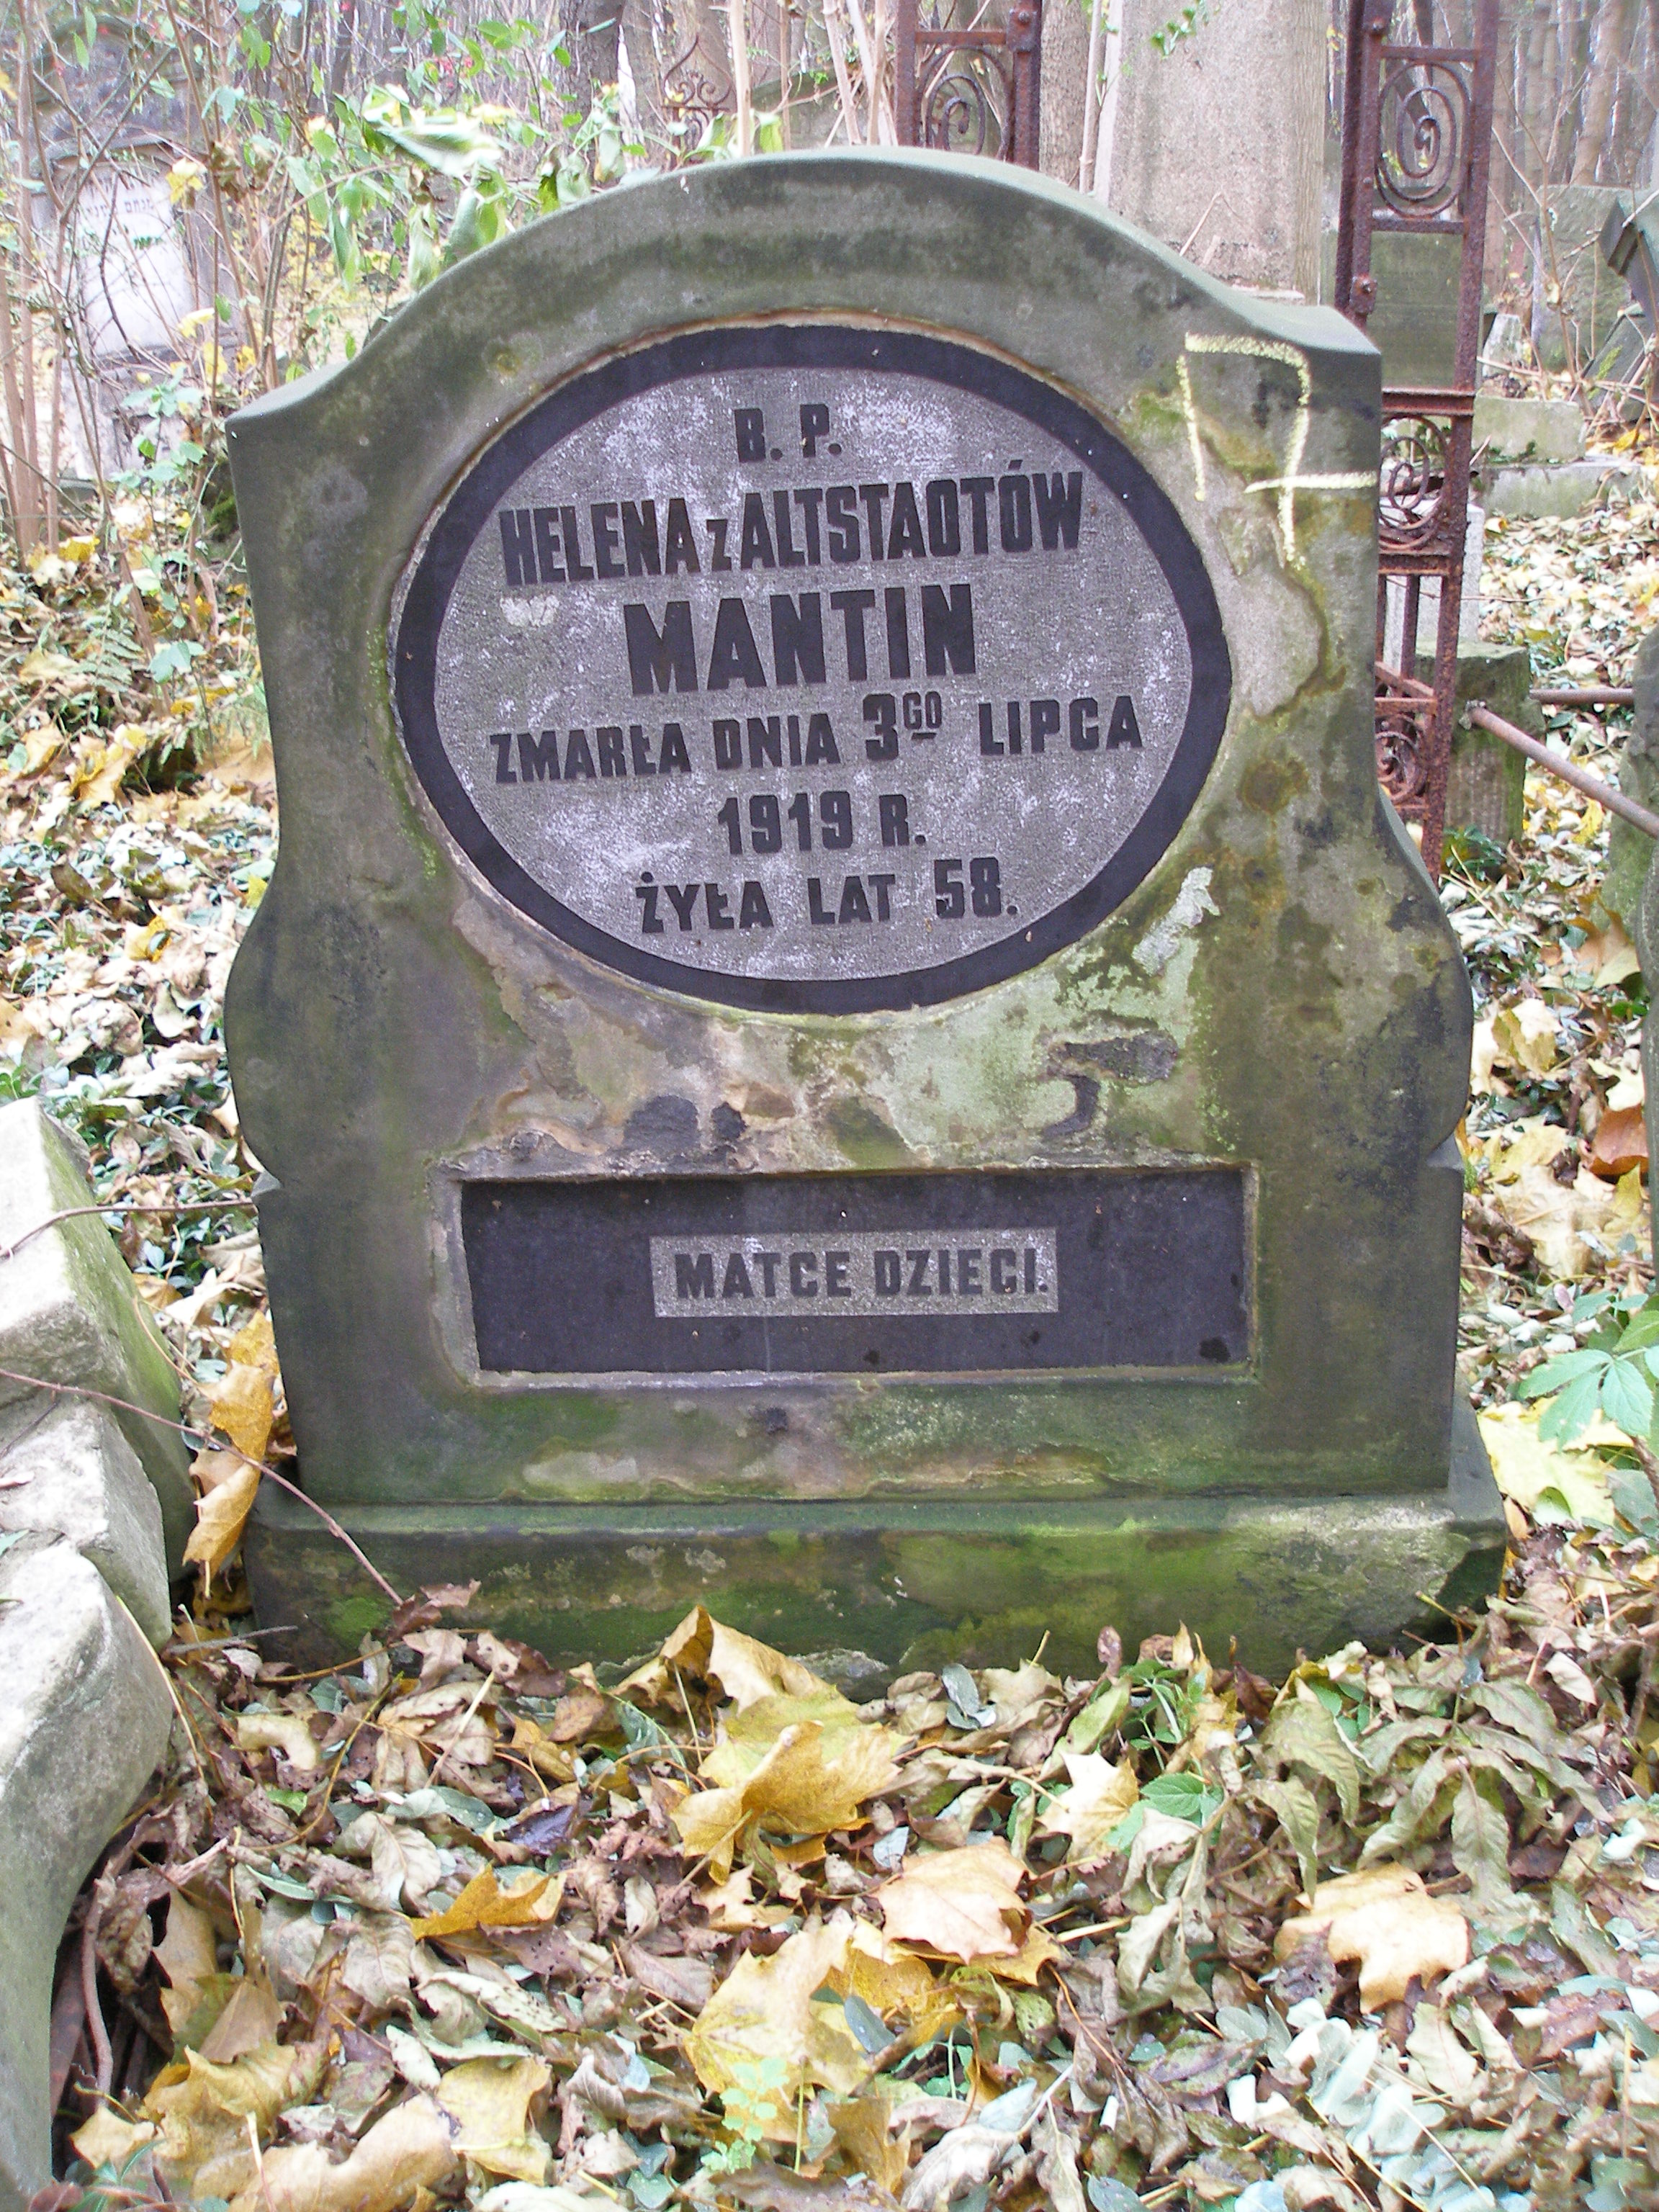 B. P.
HELENA z ALTSTAOTÓW
MANTIN
ZMARŁA DNIA 3GO LIPCA
1919 R.
ŻYŁA LAT 58.
MATCE DZIECI.